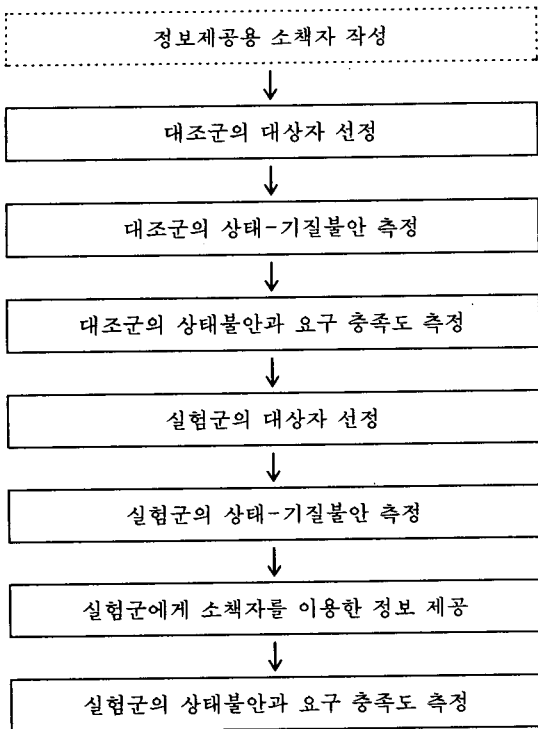 정보제공용 소책자 작성
대조군의 대상자 선정
대조군의 상태-기질불안 측정
대조군의 상태불안과 요구 충족도 측정
실험군의 대상자 선정
실험군의 상태-기질불안 측정
실험군에게 소책자를 이용한 정보 제공
실험군의 상태불안과 요구 충족도 측정